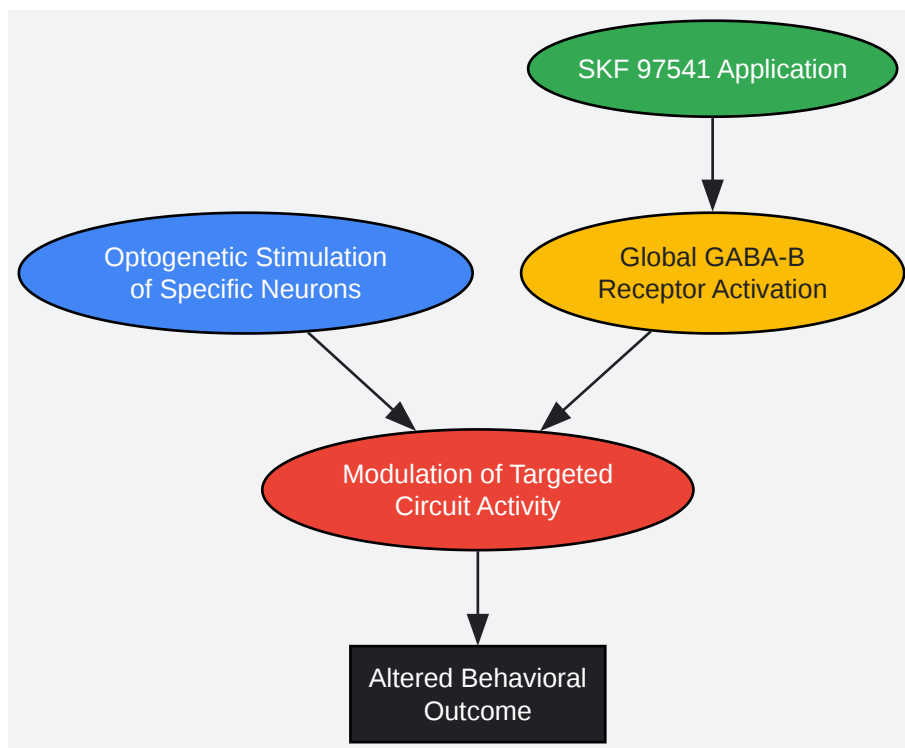 SKF 97541 Application
Optogenetic Stimulation
of Specific Neurons
Global GABA-B
Receptor Activation
Modulation of Targeted
Circuit Activity
Altered Behavioral
Outcome